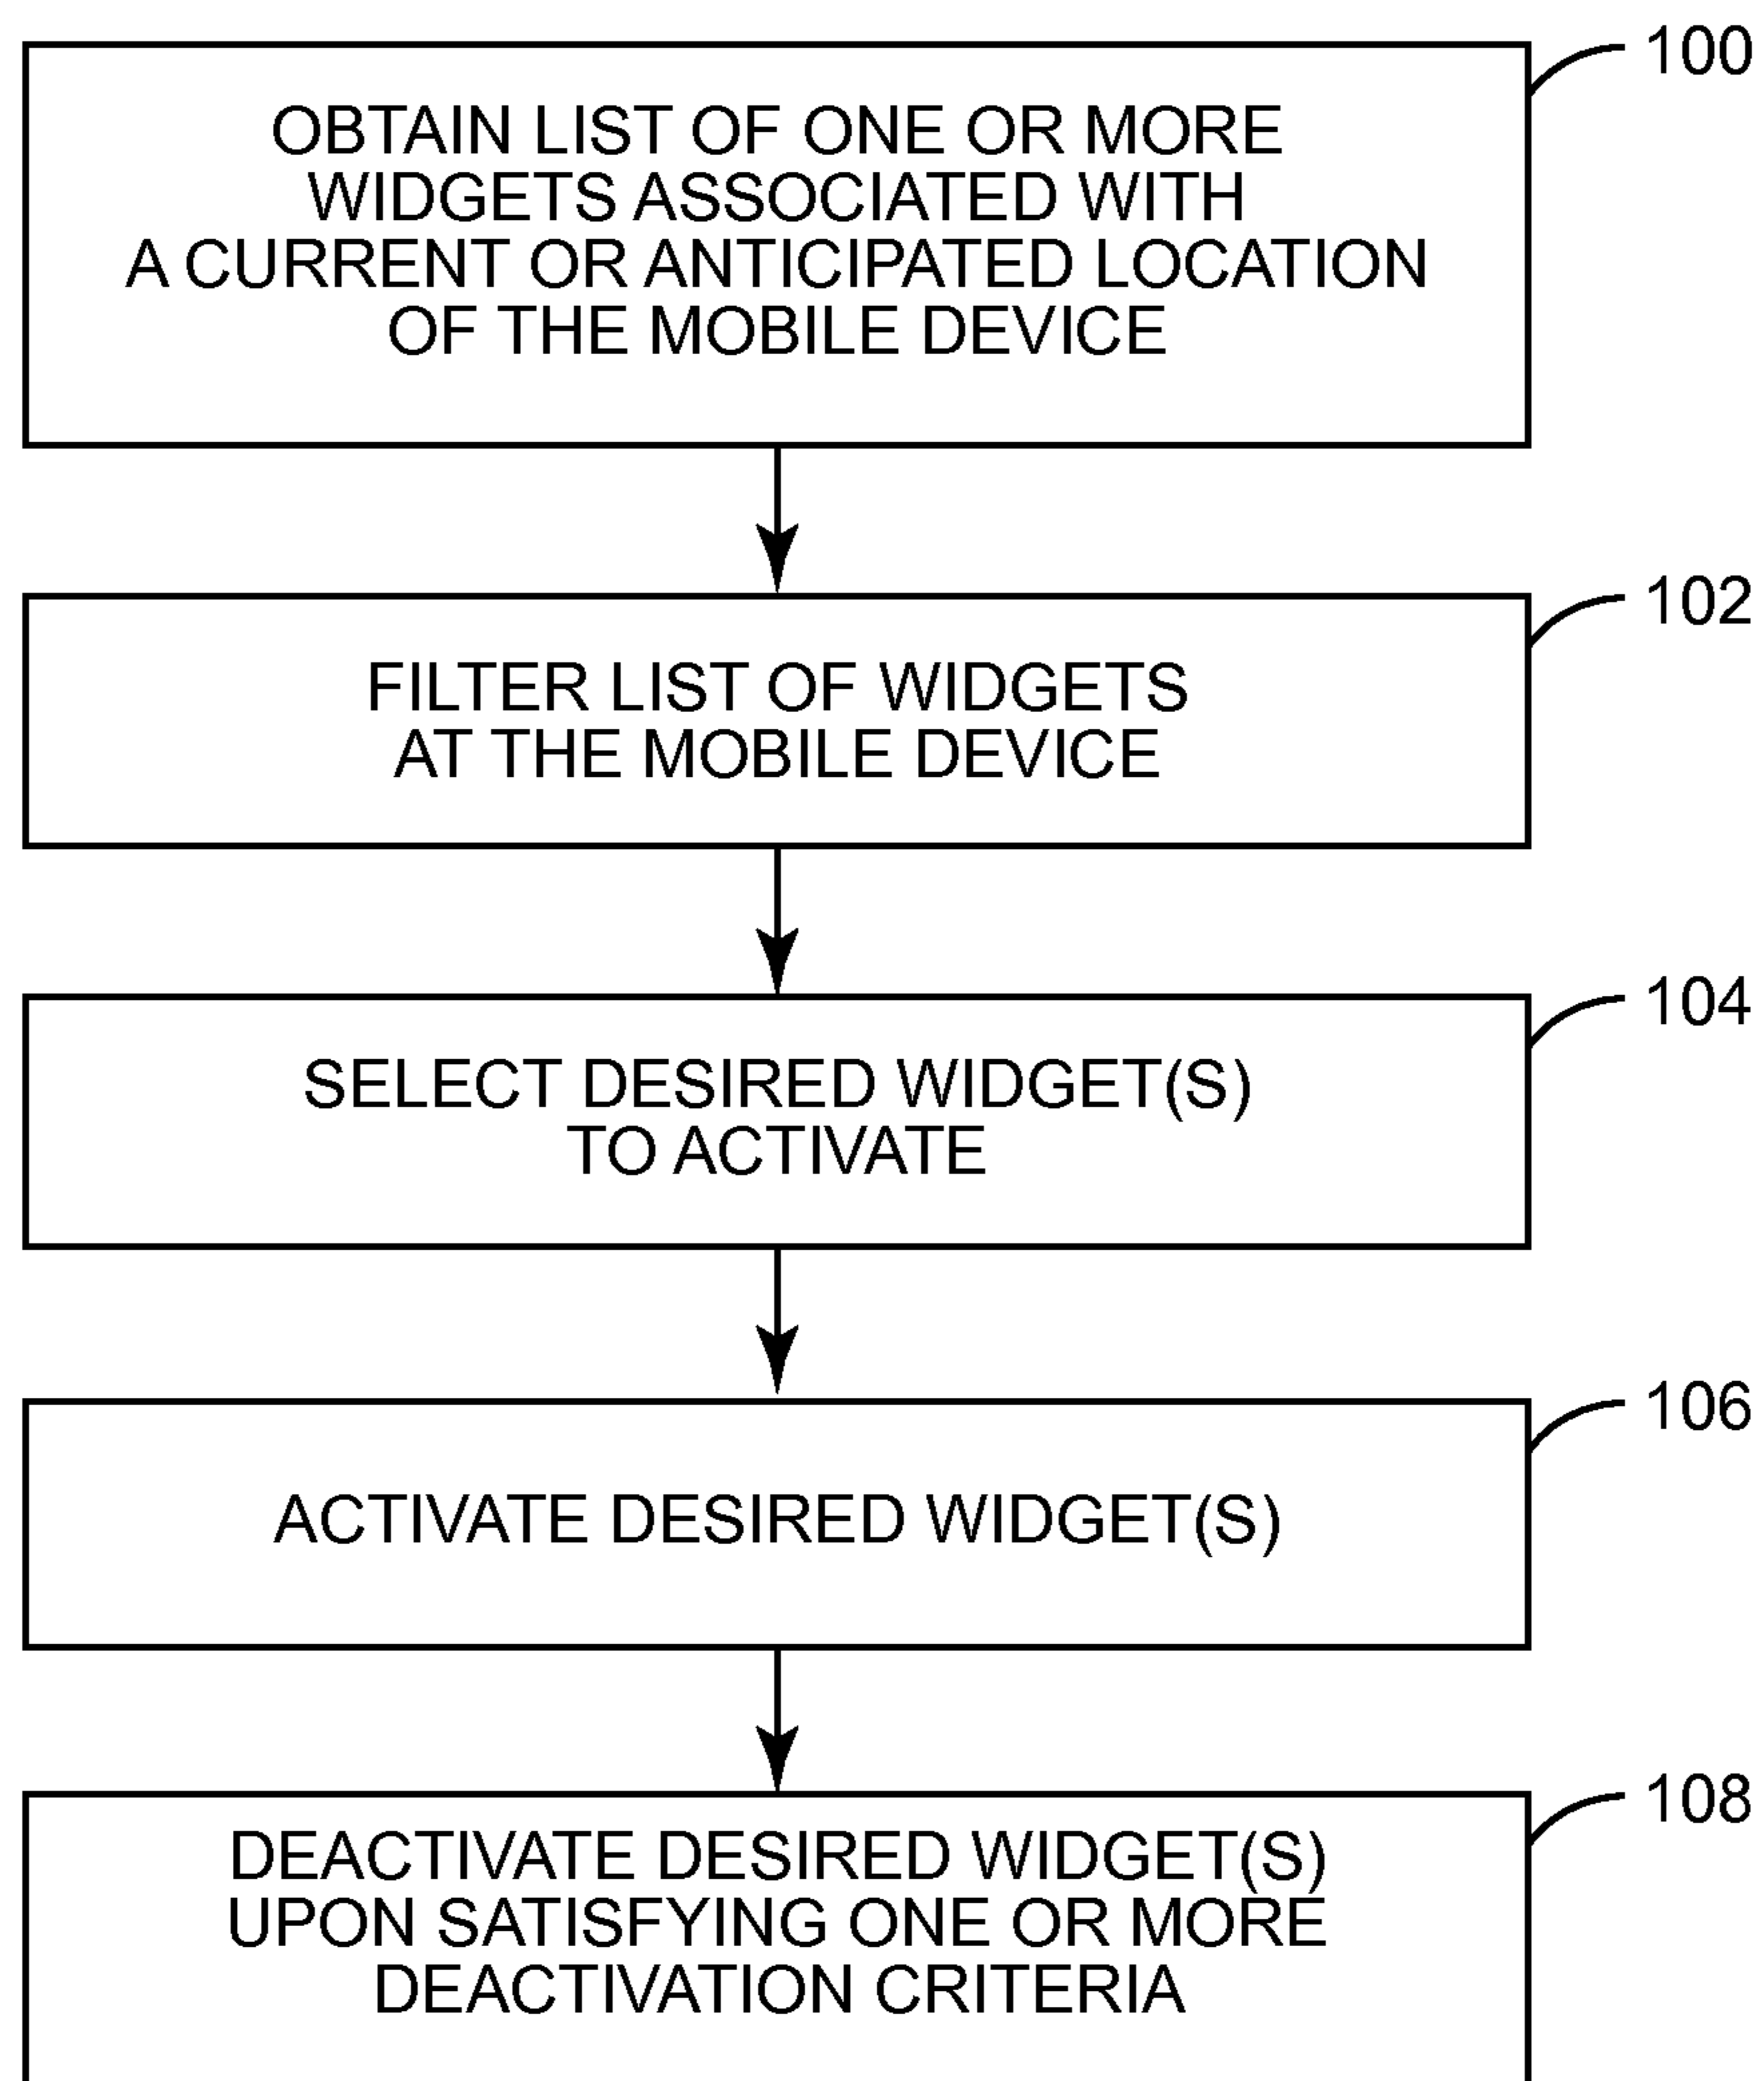 100
OBTAIN LIST OF ONE OR MORE
WIDGETS ASSOCIATED WITH
A CURRENT OR ANTICIPATED LOCATION
OF THE MOBILE DEVICE
102
FILTER LIST OF WIDGETS
AT THE MOBILE DEVICE
104
SELECT DESIRED WIDGET(S)
TO ACTIVATE
106
ACTIVATE DESIRED WIDGET(S)
108
DEACTIVATE DESIRED WIDGET(S)
UPON SATISFYING ONE OR MORE
DEACTIVATION CRITERIA